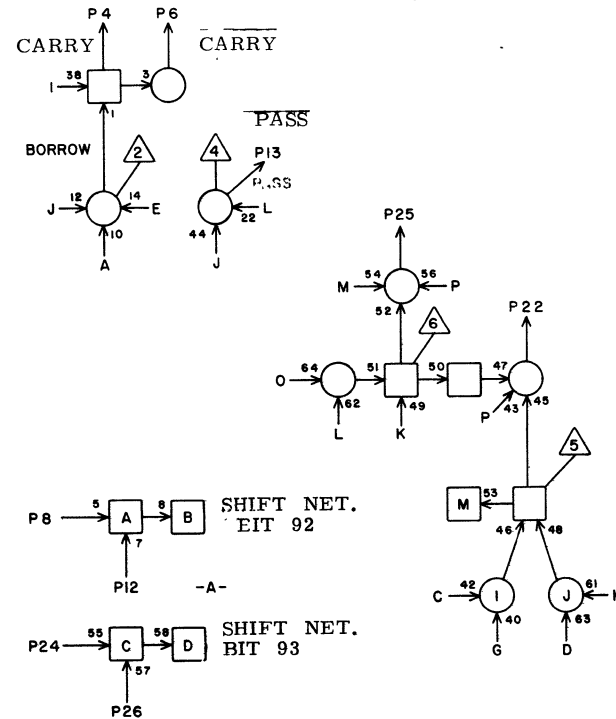 P4 P6
CARRY CARRY
38 3
I
1
BORROW 2 4 PASS
P13
12 14
J E L
22
10 44
A J
P25
54 56
M P
52 6 P22
64 51 50 47
O
62 49 P 43 45
L K
5
M 53
46 48
42 61
C I J
40 63
G D
5 8 SHIFT NET.
P8 A B
7
P12 -A-
55 58 SHIFT NET.
P24 C D BIT 93
57
P26